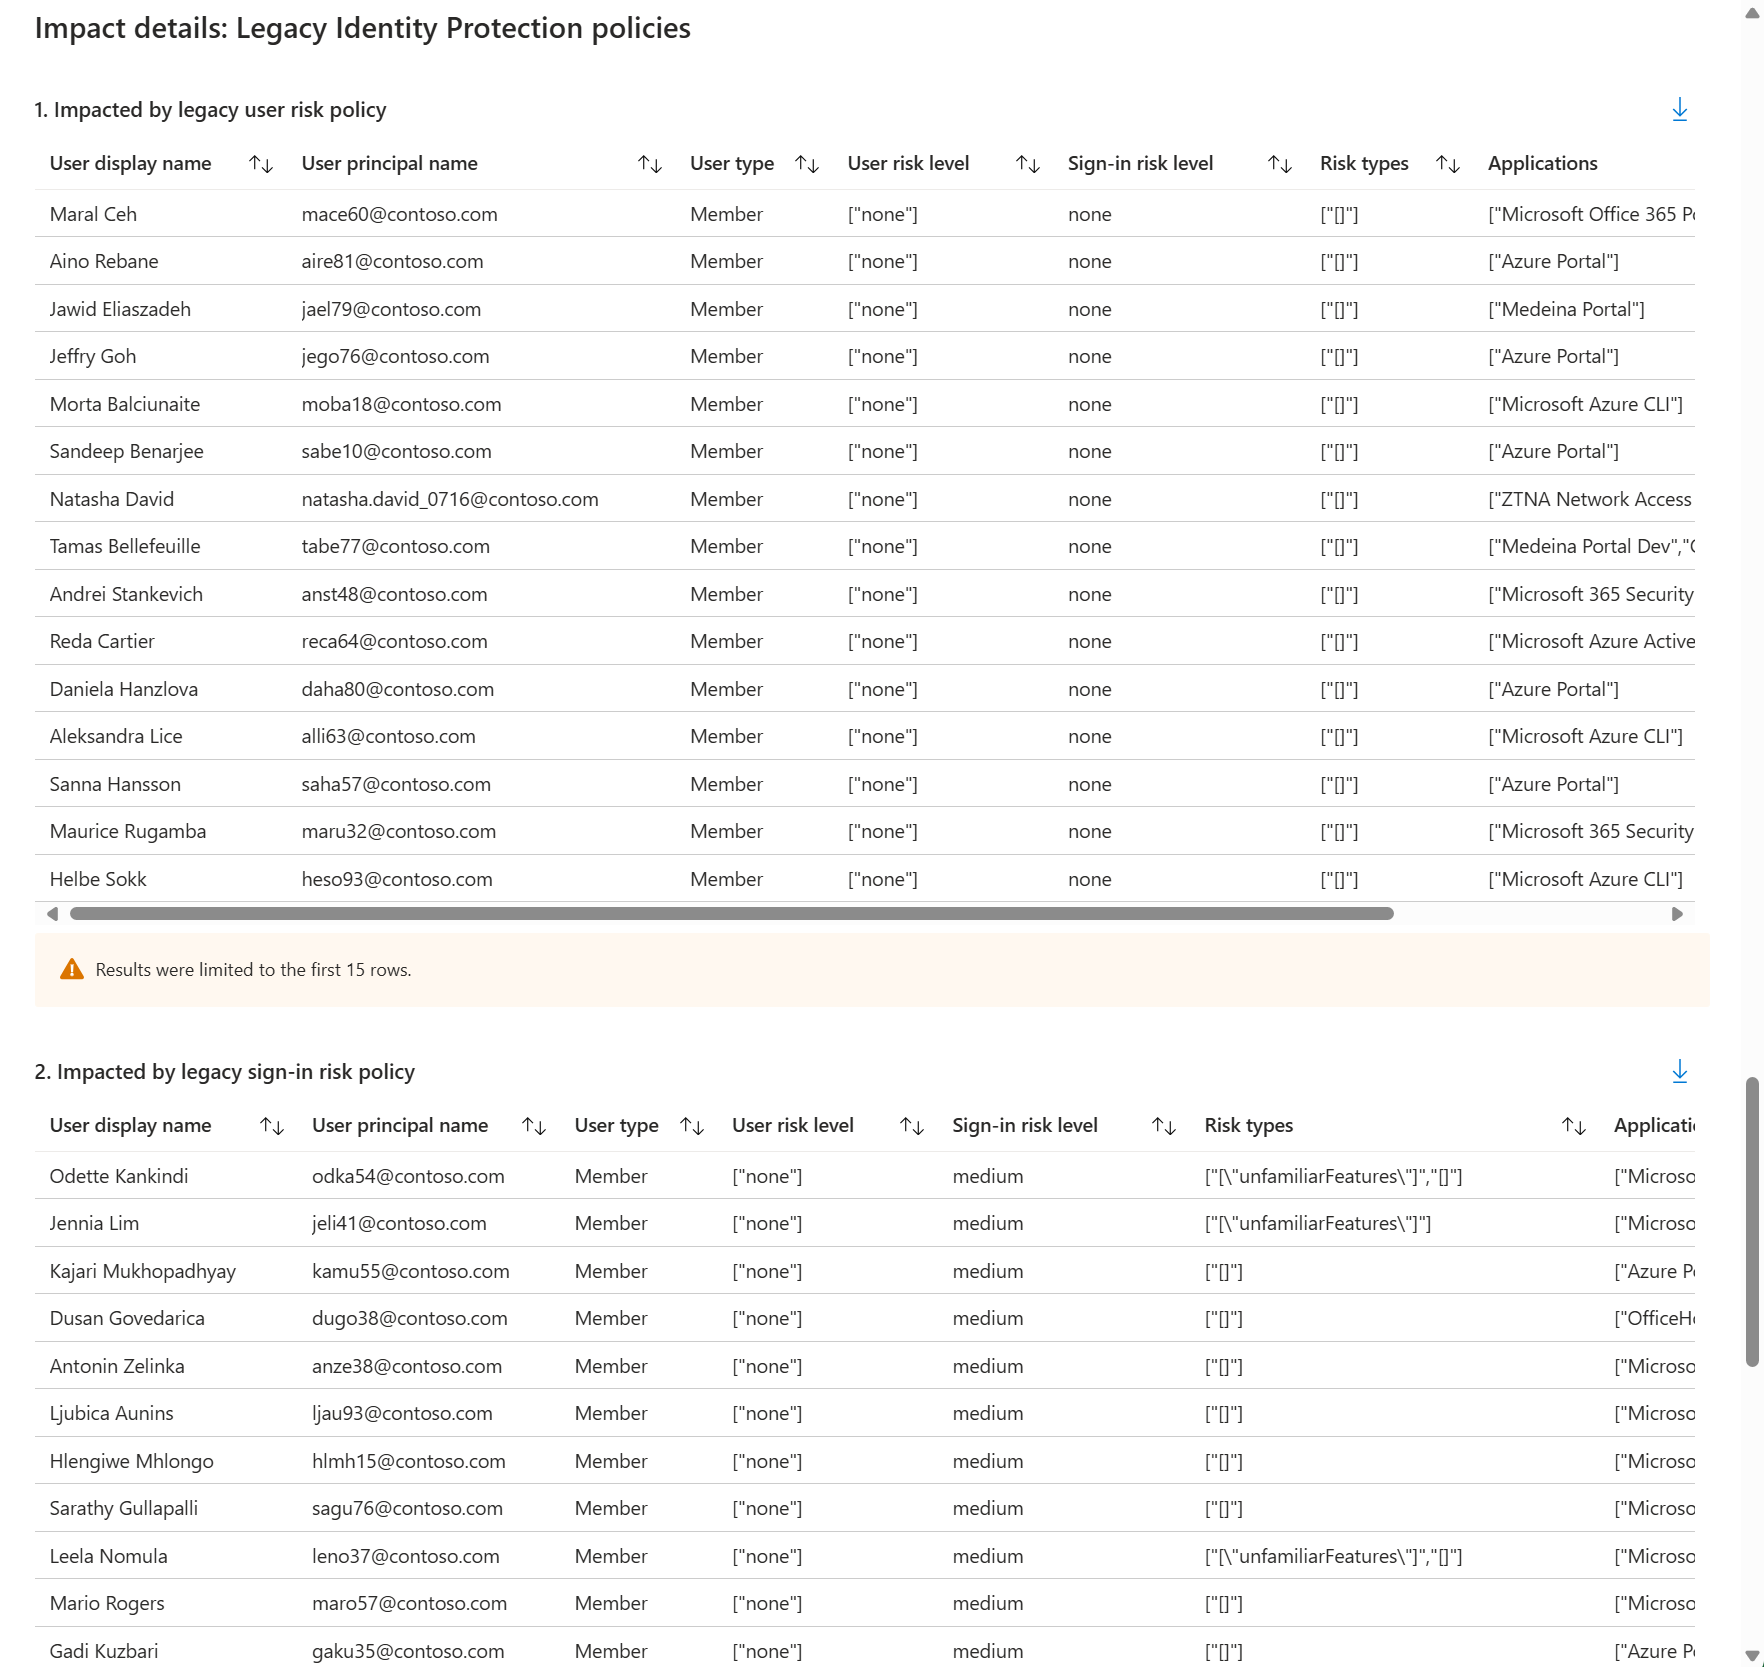 Impact details: Legacy Identity Protection policies
1. Impacted by legacy user risk policy
User display name User principal name User type User risk level Sign-in risk level Risk types Applications
Maral Ceh mace60@contoso.com Member ["none"] none ["[]"] ["Microsoft Office 365 Po
Aino Rebane aire81@contoso.com Member ["none"] none ["[]"] ["Azure Portal"]
Jawid Eliaszadeh jael79@contoso.com Member ["none"] none ["[]"] ["Medeina Portal"]
Jeffry Goh jego76@contoso.com Member ["none"] none ["[]"] ["Azure Portal"]
Morta Balciunaite moba18@contoso.com Member ["none"] none ["[]"] ["Microsoft Azure CLI"]
Sandeep Benarjee sabe10@contoso.com Member ["none"] none ["[]"] ["Azure Portal"]
Natasha David natasha.david_0716@contoso.com Member ["none"] none ["[]"] ["ZTNA Network Access
Tamas Bellefeuille tabe77@contoso.com Member ["none"] none ["[]"] ["Medeina Portal Dev","
Andrei Stankevich anst48@contoso.com Member ["none"] none ["[]"] ["Microsoft 365 Security
Reda Cartier reca64@contoso.com Member ["none"] none ["[]"] ["Microsoft Azure Active
Daniela Hanzlova daha80@contoso.com Member ["none"] none ["[]"] ["Azure Portal"]
Aleksandra Lice alli63@contoso.com Member ["none"] none ["[]"] ["Microsoft Azure CLI"]
Sanna Hansson saha57@contoso.com Member ["none"] none ["[]"] ["Azure Portal"]
Maurice Rugamba maru32@contoso.com Member ["none"] none ["[]"] ["Microsoft 365 Security
Helbe Sokk heso93@contoso.com Member ["none"] none ["[]"] ["Microsoft Azure CLI"]
Results were limited to the first 15 rows.
2. Impacted by legacy sign-in risk policy
User display name User principal name User type User risk level Sign-in risk level Risk types Applicati
Odette Kankindi odka54@contoso.com Member ["none"] medium ["[\"unfamiliarFeatures\"]","[]"] ["Microso
Jennia Lim jeli41@contoso.com Member ["none"] medium ["[\"unfamiliarFeatures\"]"] ["Microso
Kajari Mukhopadhyay kamu55@contoso.com Member ["none"] medium ["[]"] ["Azure Po
Dusan Govedarica dugo38@contoso.com Member ["none"] medium ["[]"] ["OfficeHo
Antonin Zelinka anze38@contoso.com Member ["none"] medium ["[]"] ["Microso
Ljubica Aunins ljau93@contoso.com Member ["none"] medium ["[]"] ["Microso
Hlengiwe Mhlongo hlmh15@contoso.com Member ["none"] medium ["[]"] ["Microso
Sarathy Gullapalli sagu76@contoso.com Member ["none"] medium ["[]"] ["Microso
Leela Nomula leno37@contoso.com Member ["none"] medium ["[\"unfamiliarFeatures\"]","[]"] ["Microso
Mario Rogers maro57@contoso.com Member ["none"] medium ["[]"] ["Microso
Gadi Kuzbari gaku35@contoso.com Member ["none"] medium ["[]"] ["Azure Po